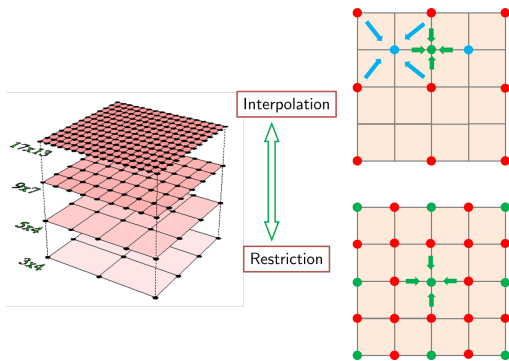 Interpolation
17x13
9x7
5x4
3x4
Restriction